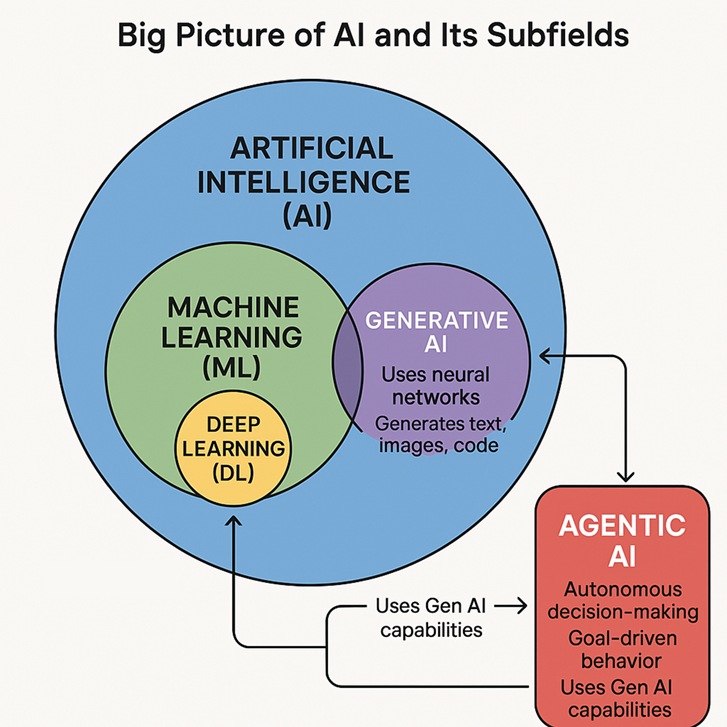 Big Picture of AI and Its Subfields
ARTIFICIAL
INTELLIGENCE
(AI)
MACHINE
LEARNING
(ML)
DEEP
LEARNING
(DL)
GENERATIVE
AI
Uses neural
networks
Generates text,
images, code
Uses Gen AI
capabilities
AGENTIC
AI
Autonomous
decision-making
Goal-driven
behavior
Uses Gen AI
capabilities